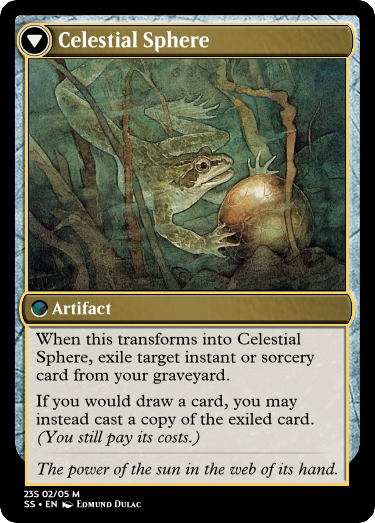 Celestial Sphere
Artifact
When this transforms into Celestial
Sphere, exile target instant or sorcery
card from your graveyard.
If you would draw a card, you may
instead cast a copy of the exiled card.
(You still pay its costs.)
The power of the sun in the web of its hand.
23S 02/05 M
SS • EN Edmund Dulac